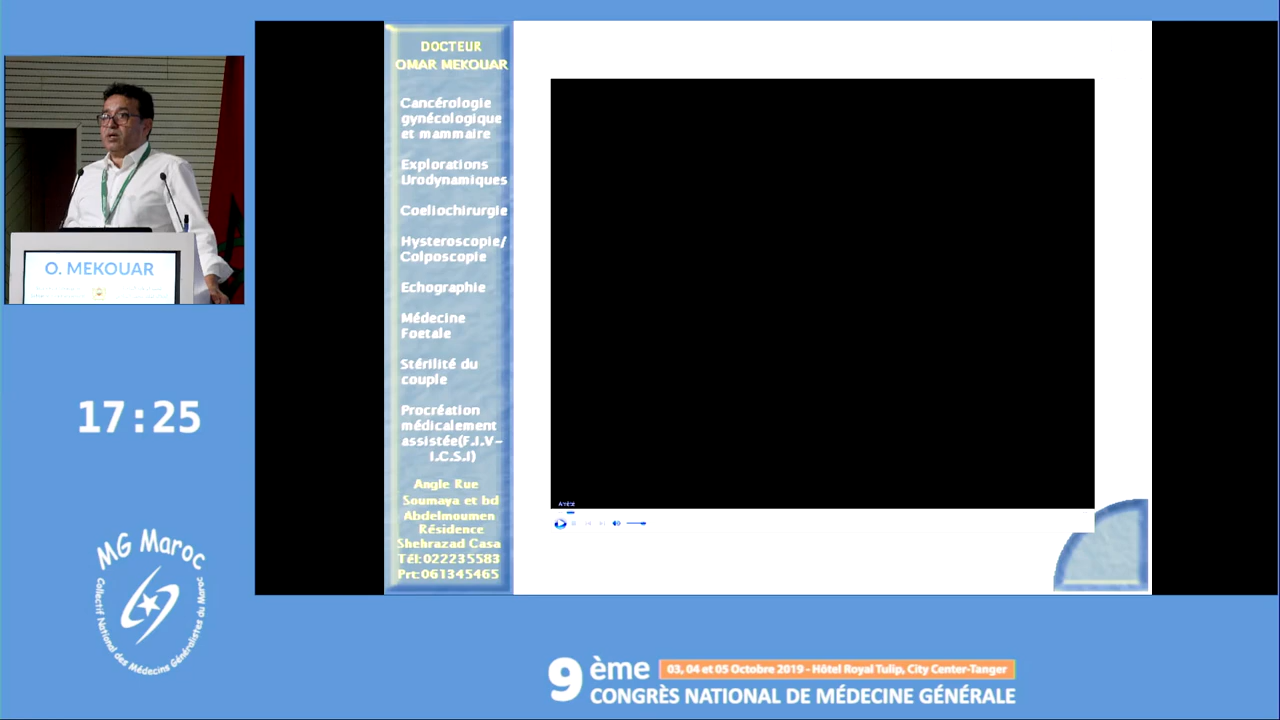 DOCTEUR
OMAR MEKOUAR
Cancérologie
gynécologique
et mammaire
Explorations
Urodynamiques
Coeliochirurgie
Hysteroscopie/
Colposcopie
Echographie
Médecine
Foetale
Stérilité du
couple
Procréation
médicalement
assistée(F.I.V-
I.C.S.I)
Angle Rue
Soumaya et bd
Abdelmoumen
Résidence
Shehrazad Casa
Tél:022235583
Prt:061345465
O. MEKOUAR
17:25
MG Maroc
Collectif National des Médecins Généralistes du Maroc
9ème
03, 04 et 05 Octobre 2019 - Hôtel Royal Tulip, City Center-Tanger
CONGRÈS NATIONAL DE MÉDECINE GÉNÉRALE